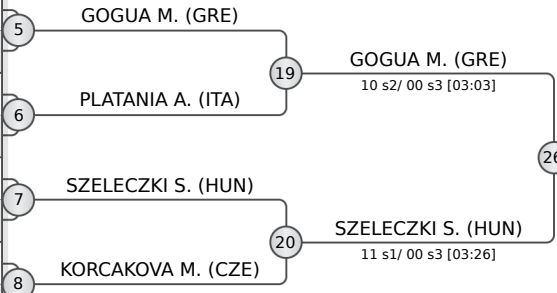 GOGUA M. (GRE)
5
GOGUA M. (GRE)
19
10 s2/ 00 s3 [03:03]
PLATANIA A. (ITA)
6
26
SZELECZKI S. (HUN)
7
SZELECZKI S. (HUN)
20
11 s1/ 00 s3 [03:26]
KORCAKOVA M. (CZE)
8